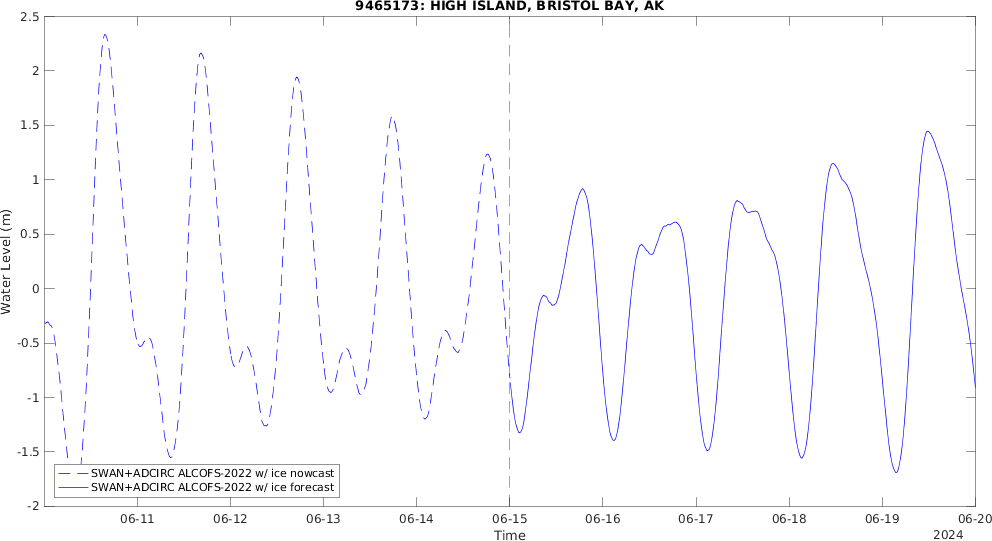 9465173: HIGH ISLAND, BRISTOL BAY, AK
2.5
2
1.5
1
0.5
0
-0.5
-1
-1.5
-2
Water Level (m)
SWAN+ADCIRC ALCOFS-2022 w/ ice nowcast
SWAN+ADCIRC ALCOFS-2022 w/ ice forecast
06-11 06-12 06-13 06-14 06-15 06-16 06-17 06-18 06-19 06-20
Time
2024